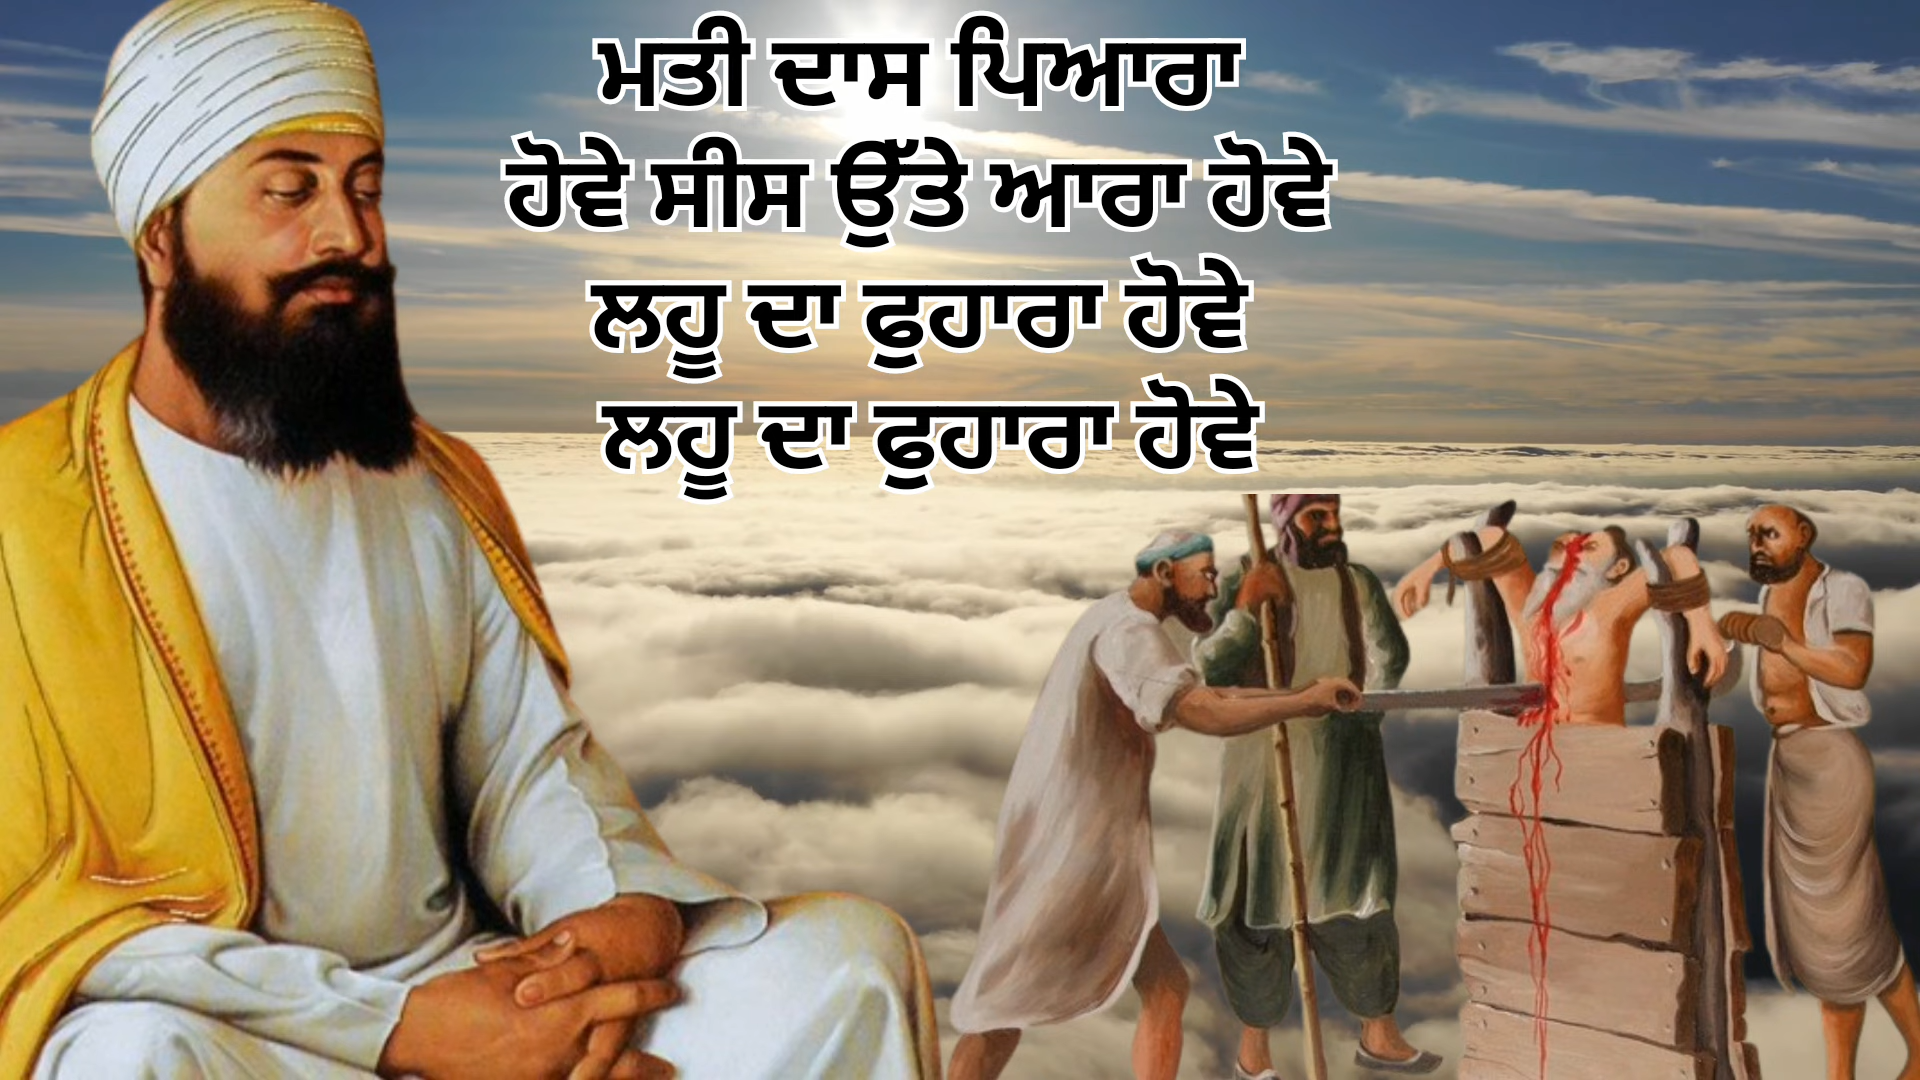 ਮਤੀ ਦਾਸ ਪਿਆਰਾ
ਹੋਵੇ ਸੀਸ ਉੱਤੇ ਆਰਾ ਹੋਵੇ
ਲਹੂ ਦਾ ਫੁਹਾਰਾ ਹੋਵੇ
ਲਹੂ ਦਾ ਫੁਹਾਰਾ ਹੋਵੇ